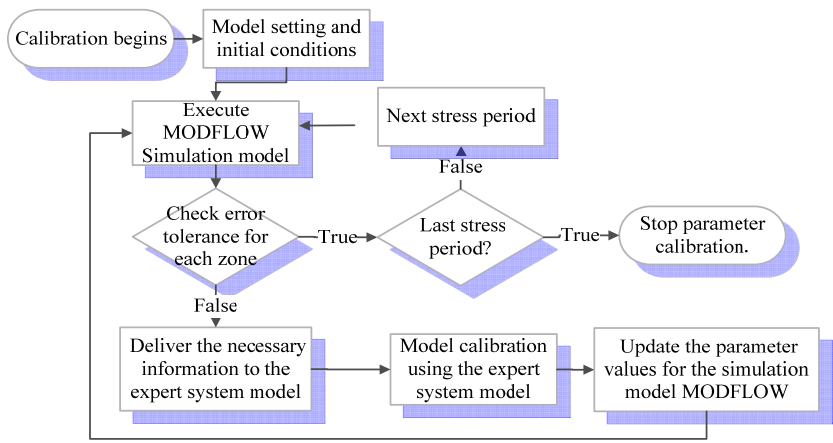 Calibration begins
Model setting and
initial conditions
Execute
MODFLOW
Simulation model
Next stress period
False
Check error
tolerance for
each zone
True
Last stress
period?
True
Stop parameter
calibration.
False
Deliver the necessary
information to the
expert system model
Model calibration
using the expert
system model
Update the parameter
values for the simulation
model MODFLOW